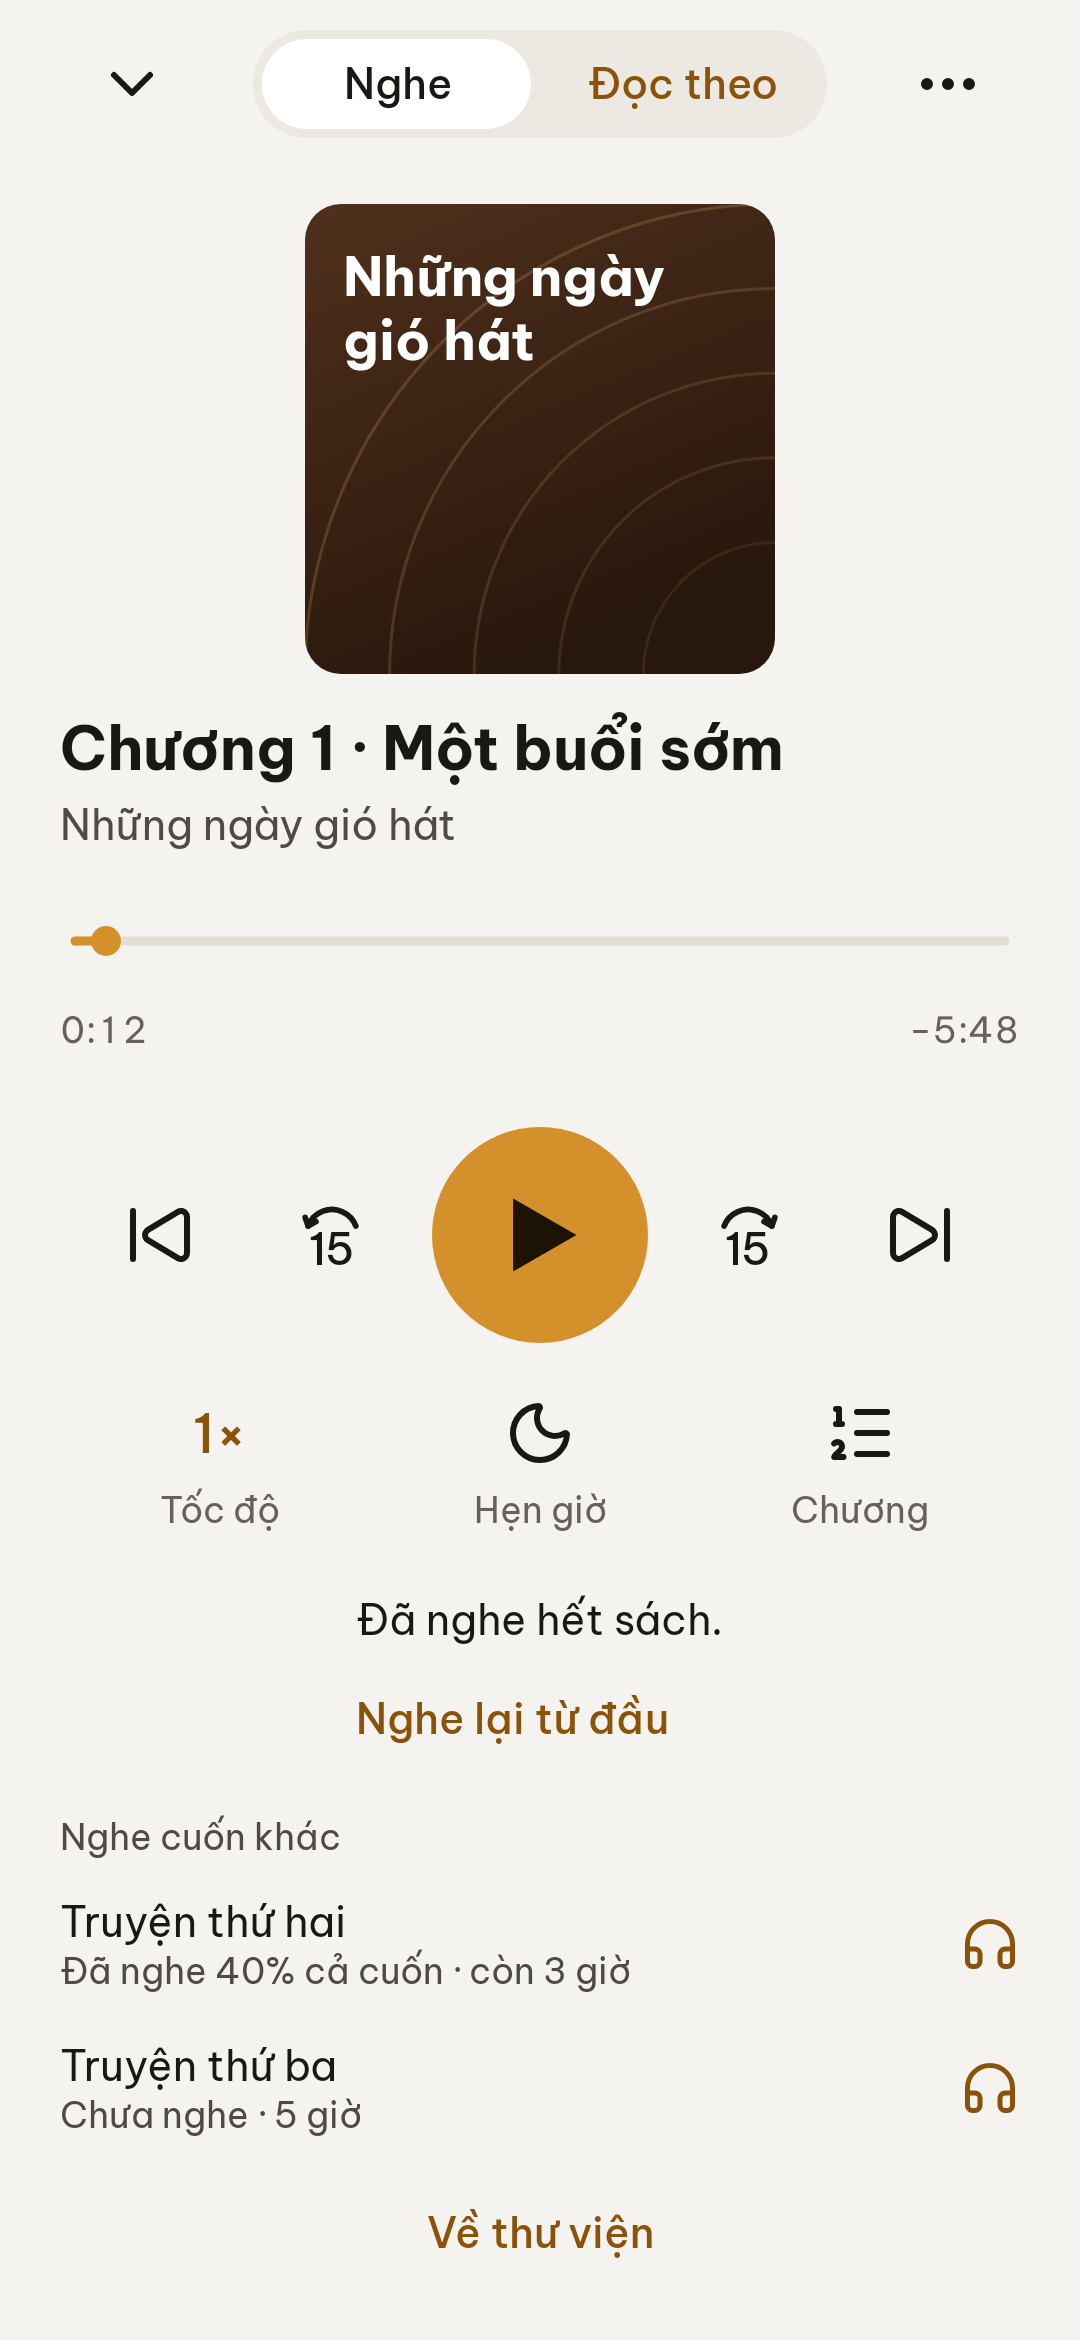 Nghe
Đọc theo
Những ngày
gió hát
Chương 1 · Một buổi sớm
Những ngày gió hát
0:12
-5:48
15
15
1×
Tốc độ
Hẹn giờ
Chương
Đã nghe hết sách.
Nghe lại từ đầu
Nghe cuốn khác
Truyện thứ hai
Đã nghe 40% cả cuốn · còn 3 giờ
Truyện thứ ba
Chưa nghe · 5 giờ
Về thư viện